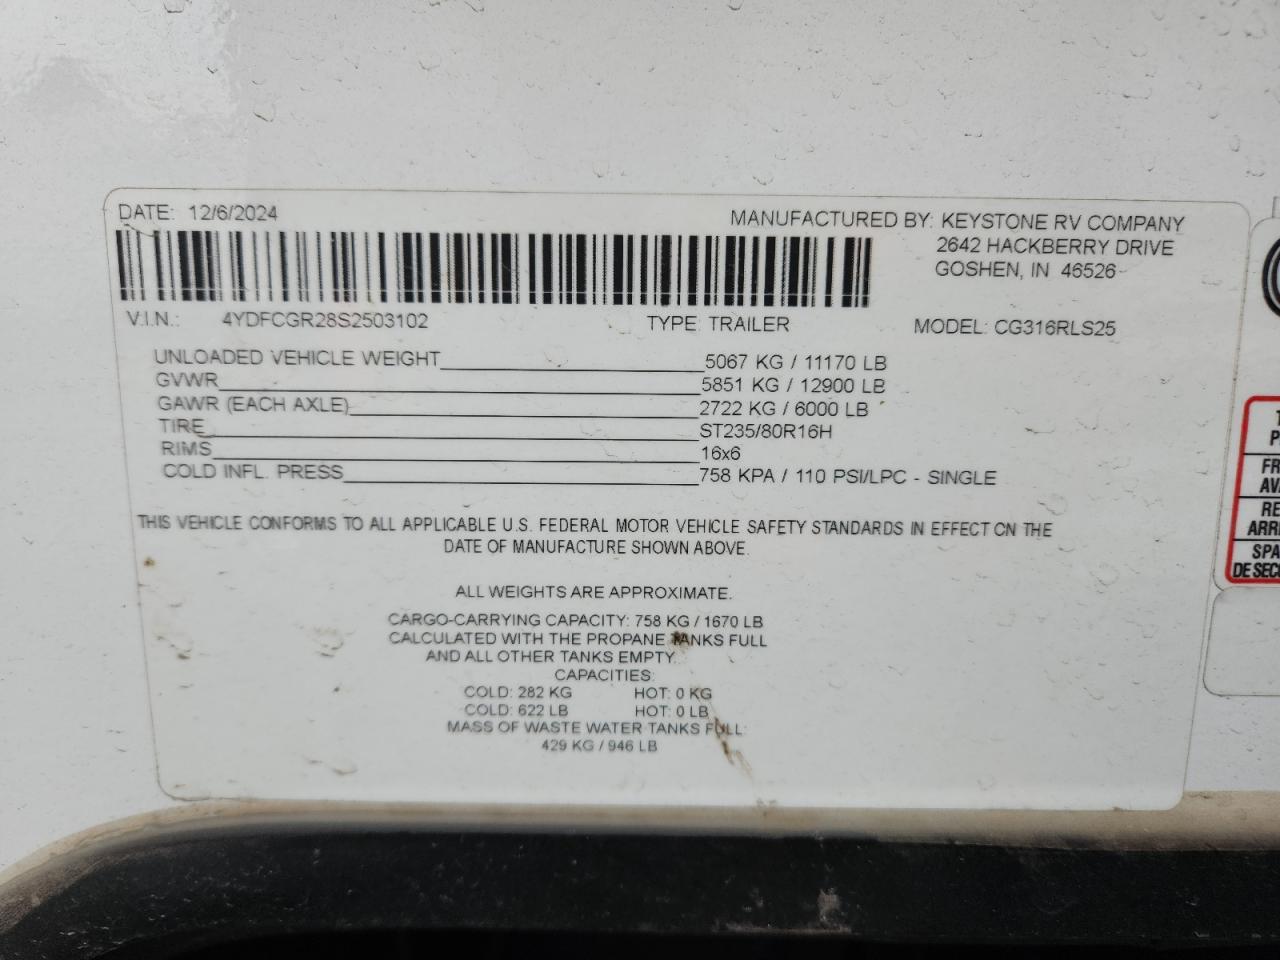 DATE: 12/6/2024
MANUFACTURED BY: KEYSTONE RV COMPANY
2642 HACKBERRY DRIVE
GOSHEN, IN 46526
V.I.N.: 4YDFCGR28S2503102 TYPE: TRAILER MODEL: CG316RLS25
UNLOADED VEHICLE WEIGHT 5067 KG / 11170 LB
GVWR 5851 KG / 12900 LB
GAWR (EACH AXLE) 2722 KG / 6000 LB
TIRE ST235/80R16H
RIMS 16x6
COLD INFL. PRESS 758 KPA / 110 PSI/LPC - SINGLE
THIS VEHICLE CONFORMS TO ALL APPLICABLE U.S. FEDERAL MOTOR VEHICLE SAFETY STANDARDS IN EFFECT ON THE
DATE OF MANUFACTURE SHOWN ABOVE.
ALL WEIGHTS ARE APPROXIMATE.
CARGO-CARRYING CAPACITY: 758 KG / 1670 LB
CALCULATED WITH THE PROPANE TANKS FULL
AND ALL OTHER TANKS EMPTY.
CAPACITIES:
COLD: 282 KG HOT: 0 KG
COLD: 622 LB HOT: 0 LB
MASS OF WASTE WATER TANKS FULL:
429 KG / 946 LB